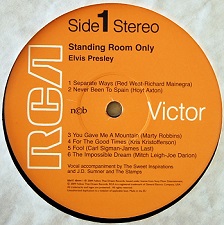 Side 1 Stereo
Standing Room Only
Elvis Presley
RCA
1 Separate Ways (Red West-Richard Mainegra)
2 Never Been To Spain (Hoyt Axton)
ncb
Victor
3 You Gave Me A Mountain (Marty Robbins)
4 For The Good Times (Kris Kristofferson)
5 Fool (Carl Sigman-James Last)
6 The Impossible Dream (Mitch Leigh-Joe Darion)
Vocal accompaniment by The Sweet Inspirations
and J.D. Sumner and The Stamps